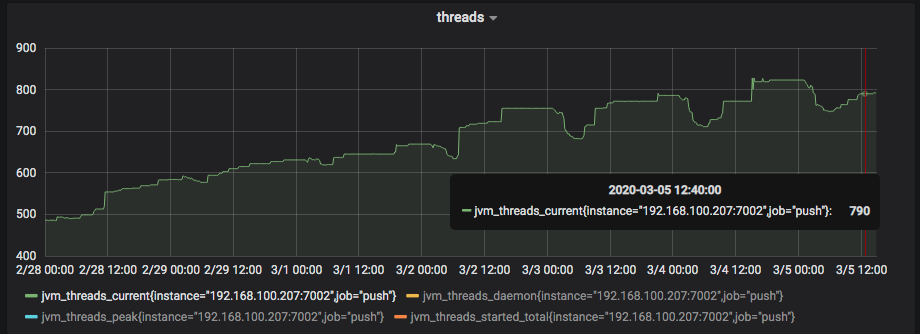 threads
900
800
700
600
500
400
2020-03-05 12:40:00
jvm_threads_current{instance="192.168.100.207:7002",job="push"}: 790
2/28 00:00 2/28 12:00 2/29 00:00 2/29 12:00 3/1 00:00 3/1 12:00 3/2 00:00 3/2 12:00 3/3 00:00 3/3 12:00 3/4 00:00 3/4 12:00 3/5 00:00 3/5 12:00
jvm_threads_current{instance="192.168.100.207:7002",job="push"} jvm_threads_daemon{instance="192.168.100.207:7002",job="push"}
jvm_threads_peak{instance="192.168.100.207:7002",job="push"} jvm_threads_started_total{instance="192.168.100.207:7002",job="push"}